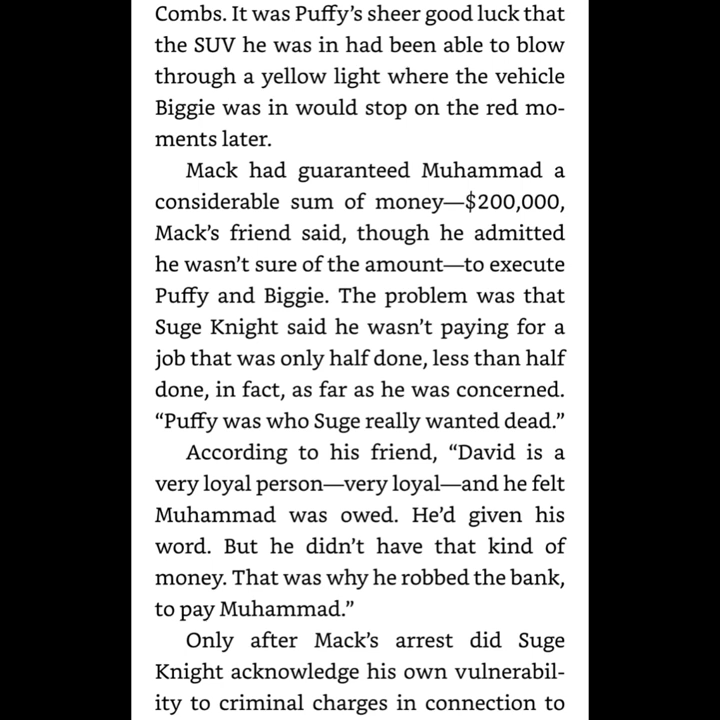 Combs. It was Puffy’s sheer good luck that
the SUV he was in had been able to blow
through a yellow light where the vehicle
Biggie was in would stop on the red mo-
ments later.
Mack had guaranteed Muhammad a
considerable sum of money—$200,000,
Mack’s friend said, though he admitted
he wasn’t sure of the amount—to execute
Puffy and Biggie. The problem was that
Suge Knight said he wasn’t paying for a
job that was only half done, less than half
done, in fact, as far as he was concerned.
“Puffy was who Suge really wanted dead.”
According to his friend, “David is a
very loyal person—very loyal—and he felt
Muhammad was owed. He’d given his
word. But he didn’t have that kind of
money. That was why he robbed the bank,
to pay Muhammad.”
Only after Mack’s arrest did Suge
Knight acknowledge his own vulnerabil-
ity to criminal charges in connection to